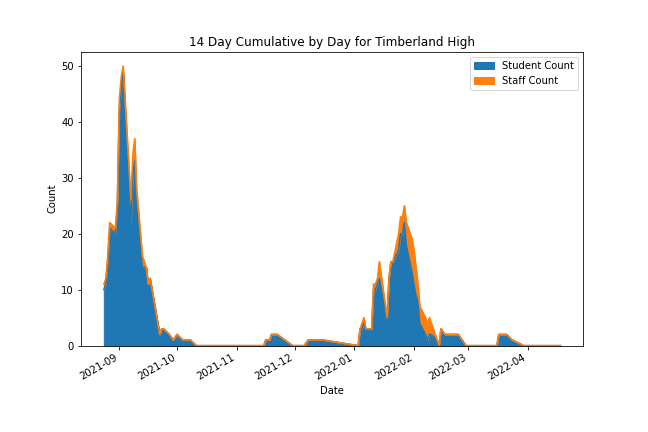 14 Day Cumulative by Day for Timberland High
Student Count
Staff Count
50
40
30
20
10
0
Count
2021-09
2021-10
2021-11
2021-12
2022-01
2022-02
2022-03
2022-04
Date